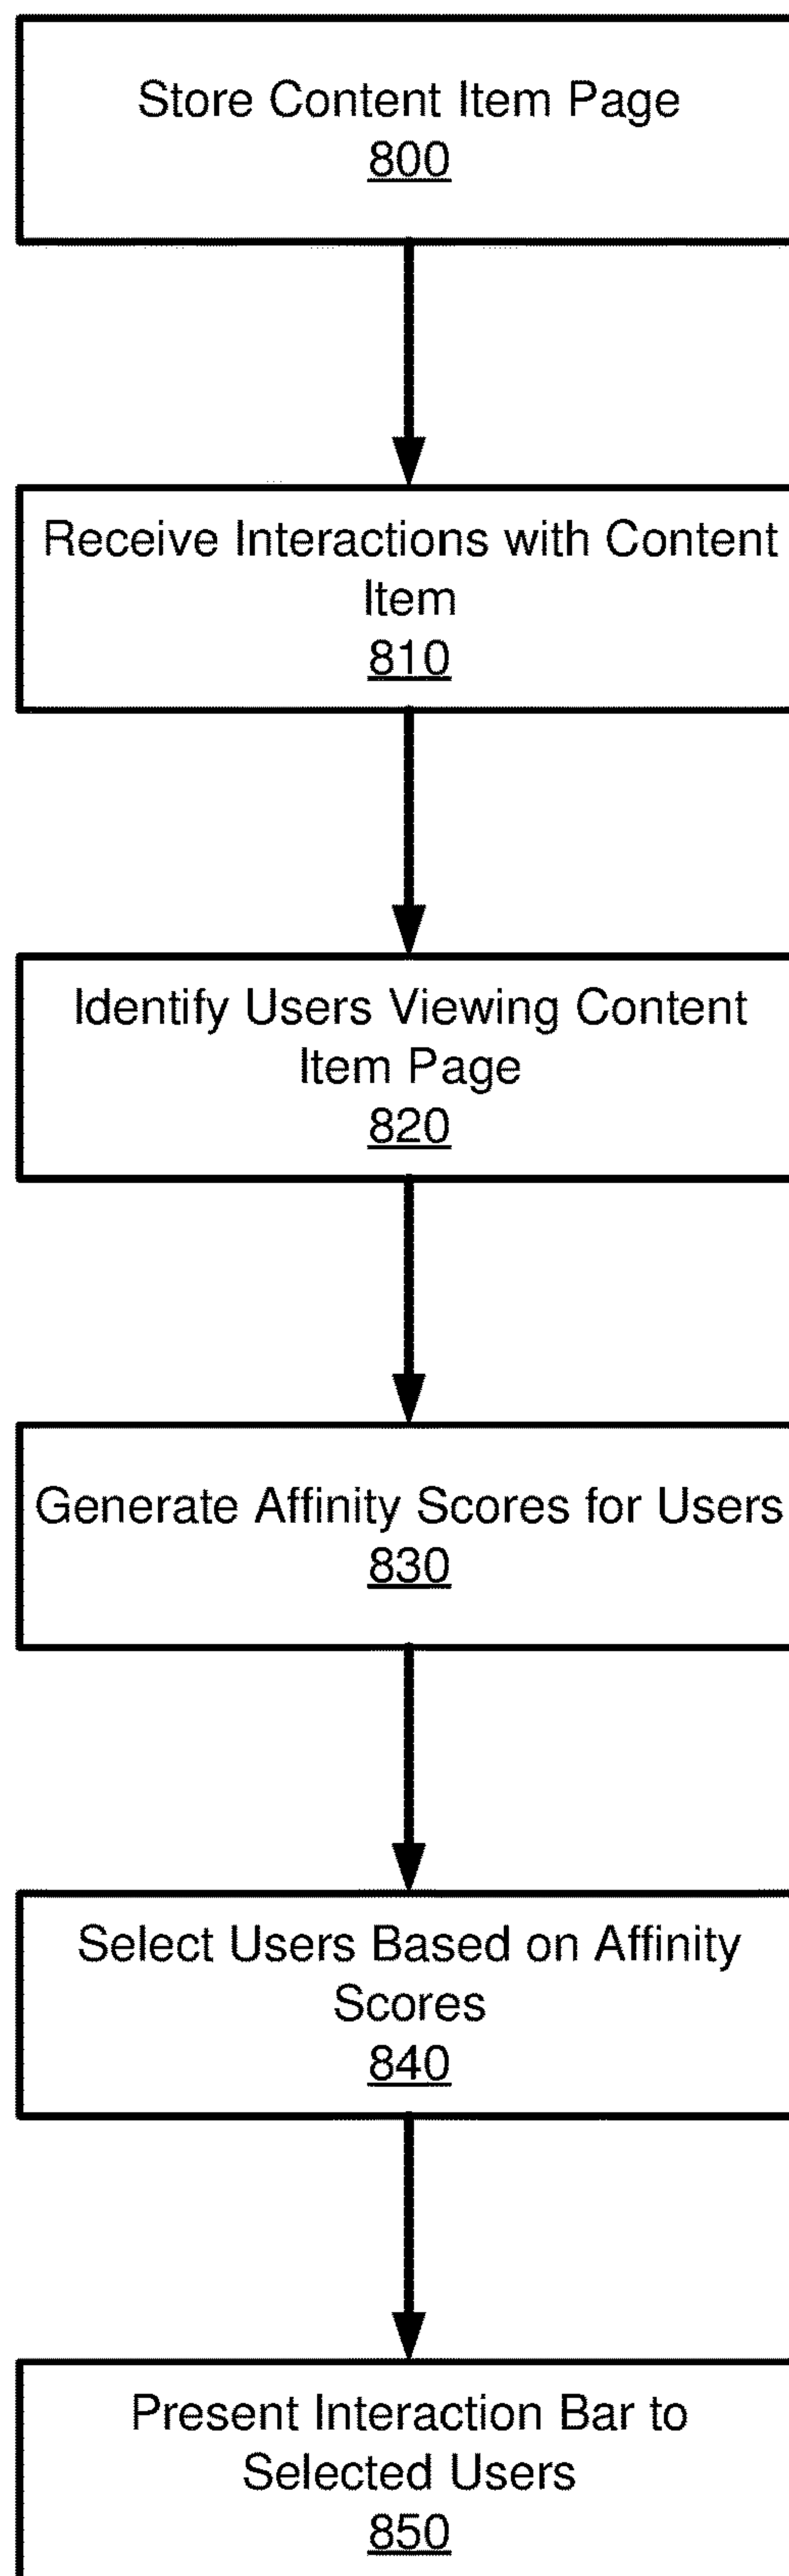 Store Content Item Page
800
Receive Interactions with Content
Item
810
Identify Users Viewing Content
Item Page
820
Generate Affinity Scores for Users
830
Select Users Based on Affinity
Scores
840
Present Interaction Bar to
Selected Users
850